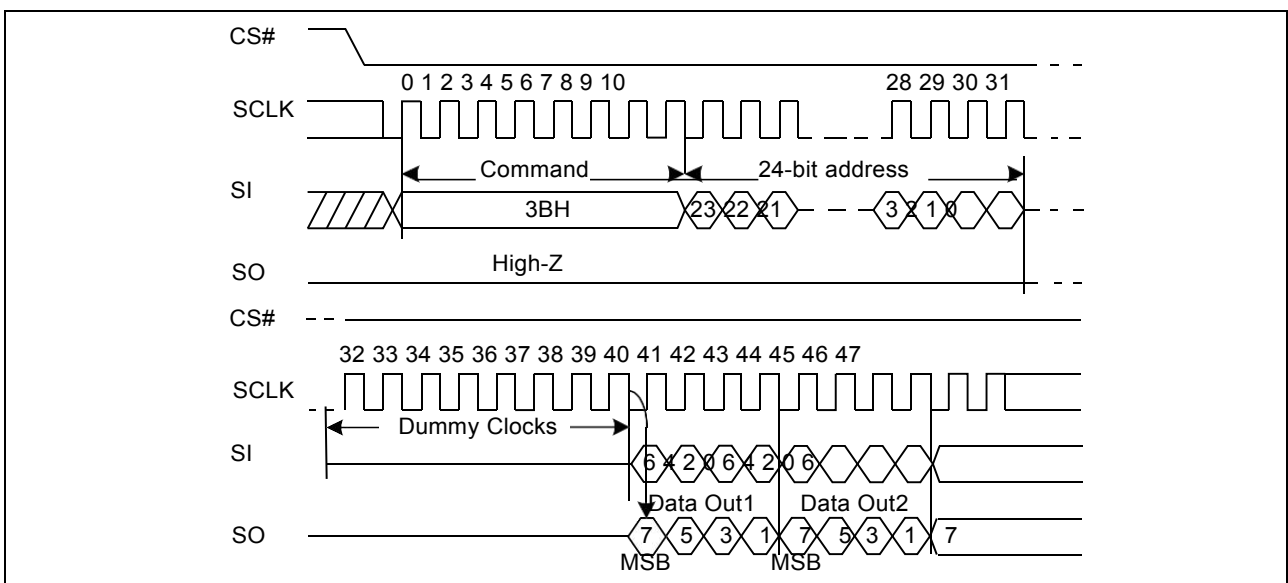 CS#
0 1 2 3 4 5 6 7 8 9 10 28 29 30 31
SCLK
Command 24-bit address
SI
3BH 23 22 21 3 2 1 0
High-Z
SO
CS#
32 33 34 35 36 37 38 39 40 41 42 43 44 45 46 47
SCLK
Dummy Clocks
SI
6 4 2 0 6 4 2 0 6
Data Out1 Data Out2
SO 7 5 3 1 7 5 3 1 7
MSB MSB